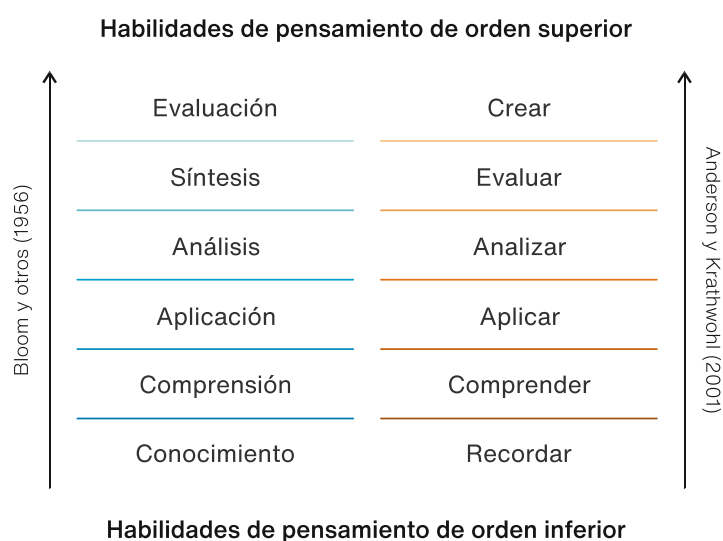 Habilidades de pensamiento de orden superior
Bloom y otros (1956)
Evaluación
Crear
Síntesis
Evaluar
Análisis
Analizar
Aplicación
Aplicar
Comprensión
Comprender
Conocimiento
Recordar
Anderson y Krathwohl (2001)
Habilidades de pensamiento de orden inferior